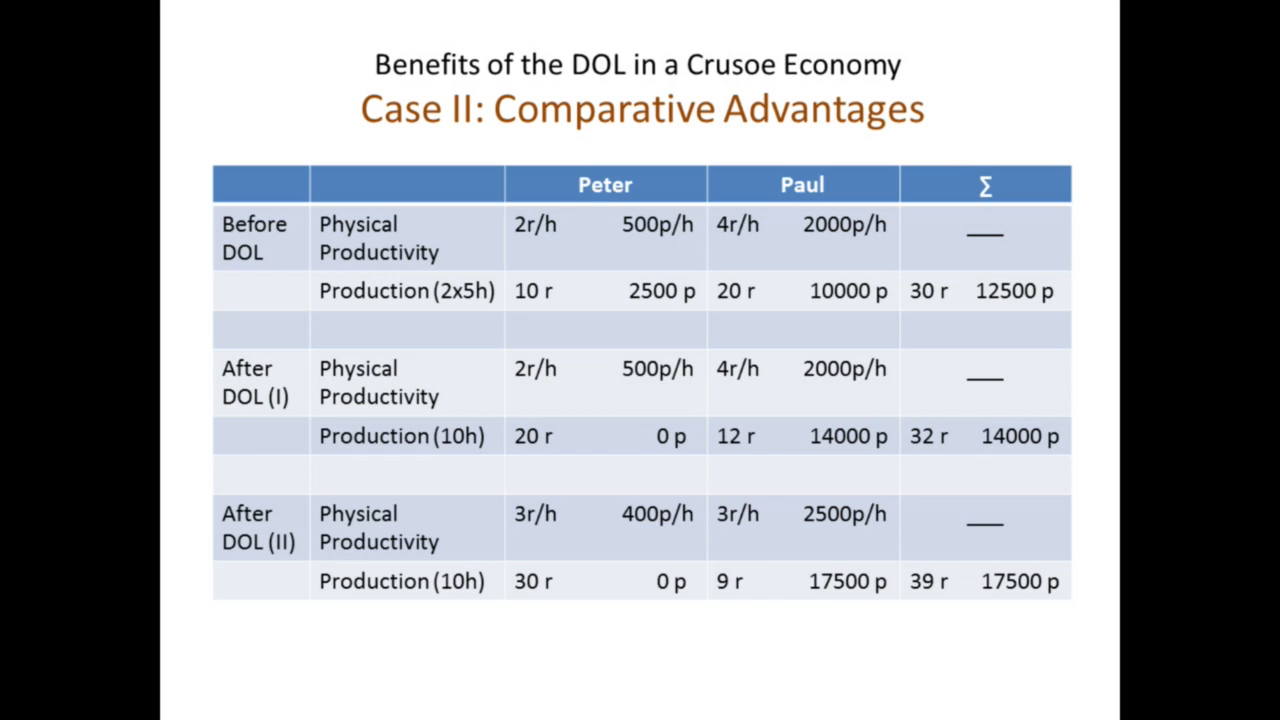 Benefits of the DOL in a Crusoe Economy
Case II: Comparative Advantages
Peter Paul ∑
Before DOL Physical Productivity 2r/h 500p/h 4r/h 2000p/h ___
Production (2x5h) 10 r 2500 p 20 r 10000 p 30 r 12500 p
After DOL (I) Physical Productivity 2r/h 500p/h 4r/h 2000p/h ___
Production (10h) 20 r 0 p 12 r 14000 p 32 r 14000 p
After DOL (II) Physical Productivity 3r/h 400p/h 3r/h 2500p/h ___
Production (10h) 30 r 0 p 9 r 17500 p 39 r 17500 p